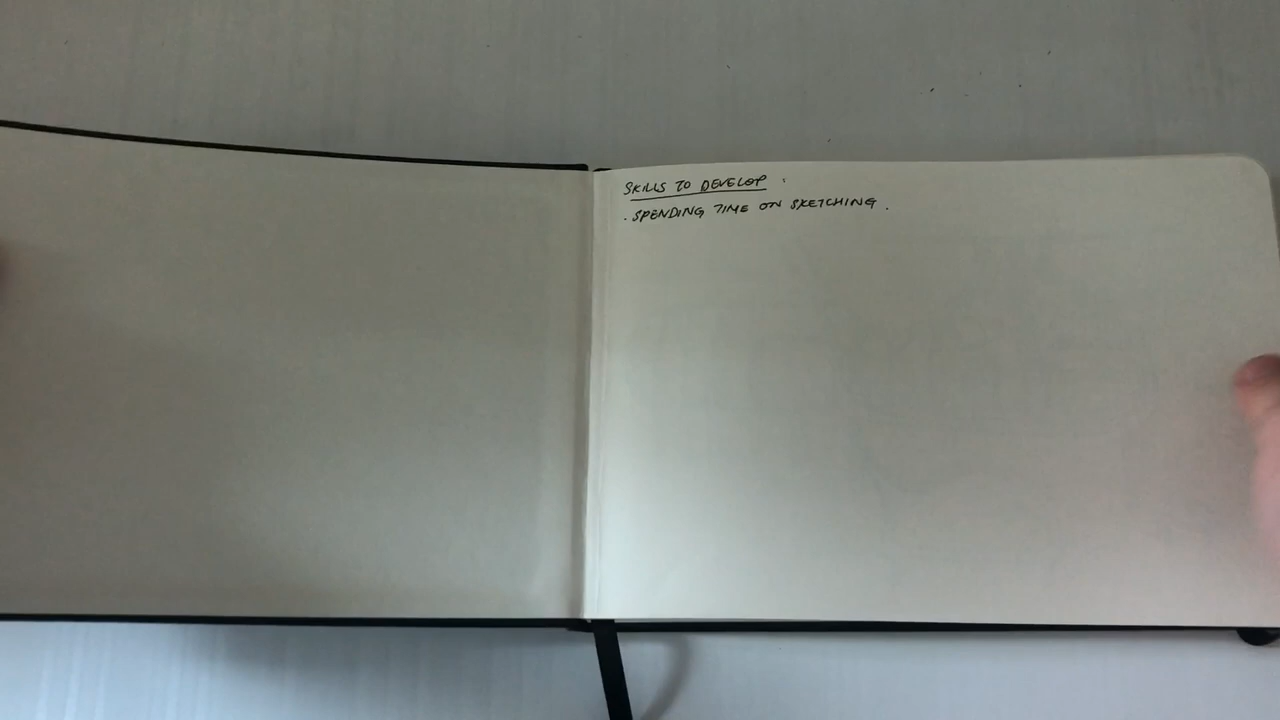 SKILLS TO DEVELOP
. SPENDING TIME ON SKETCHING .